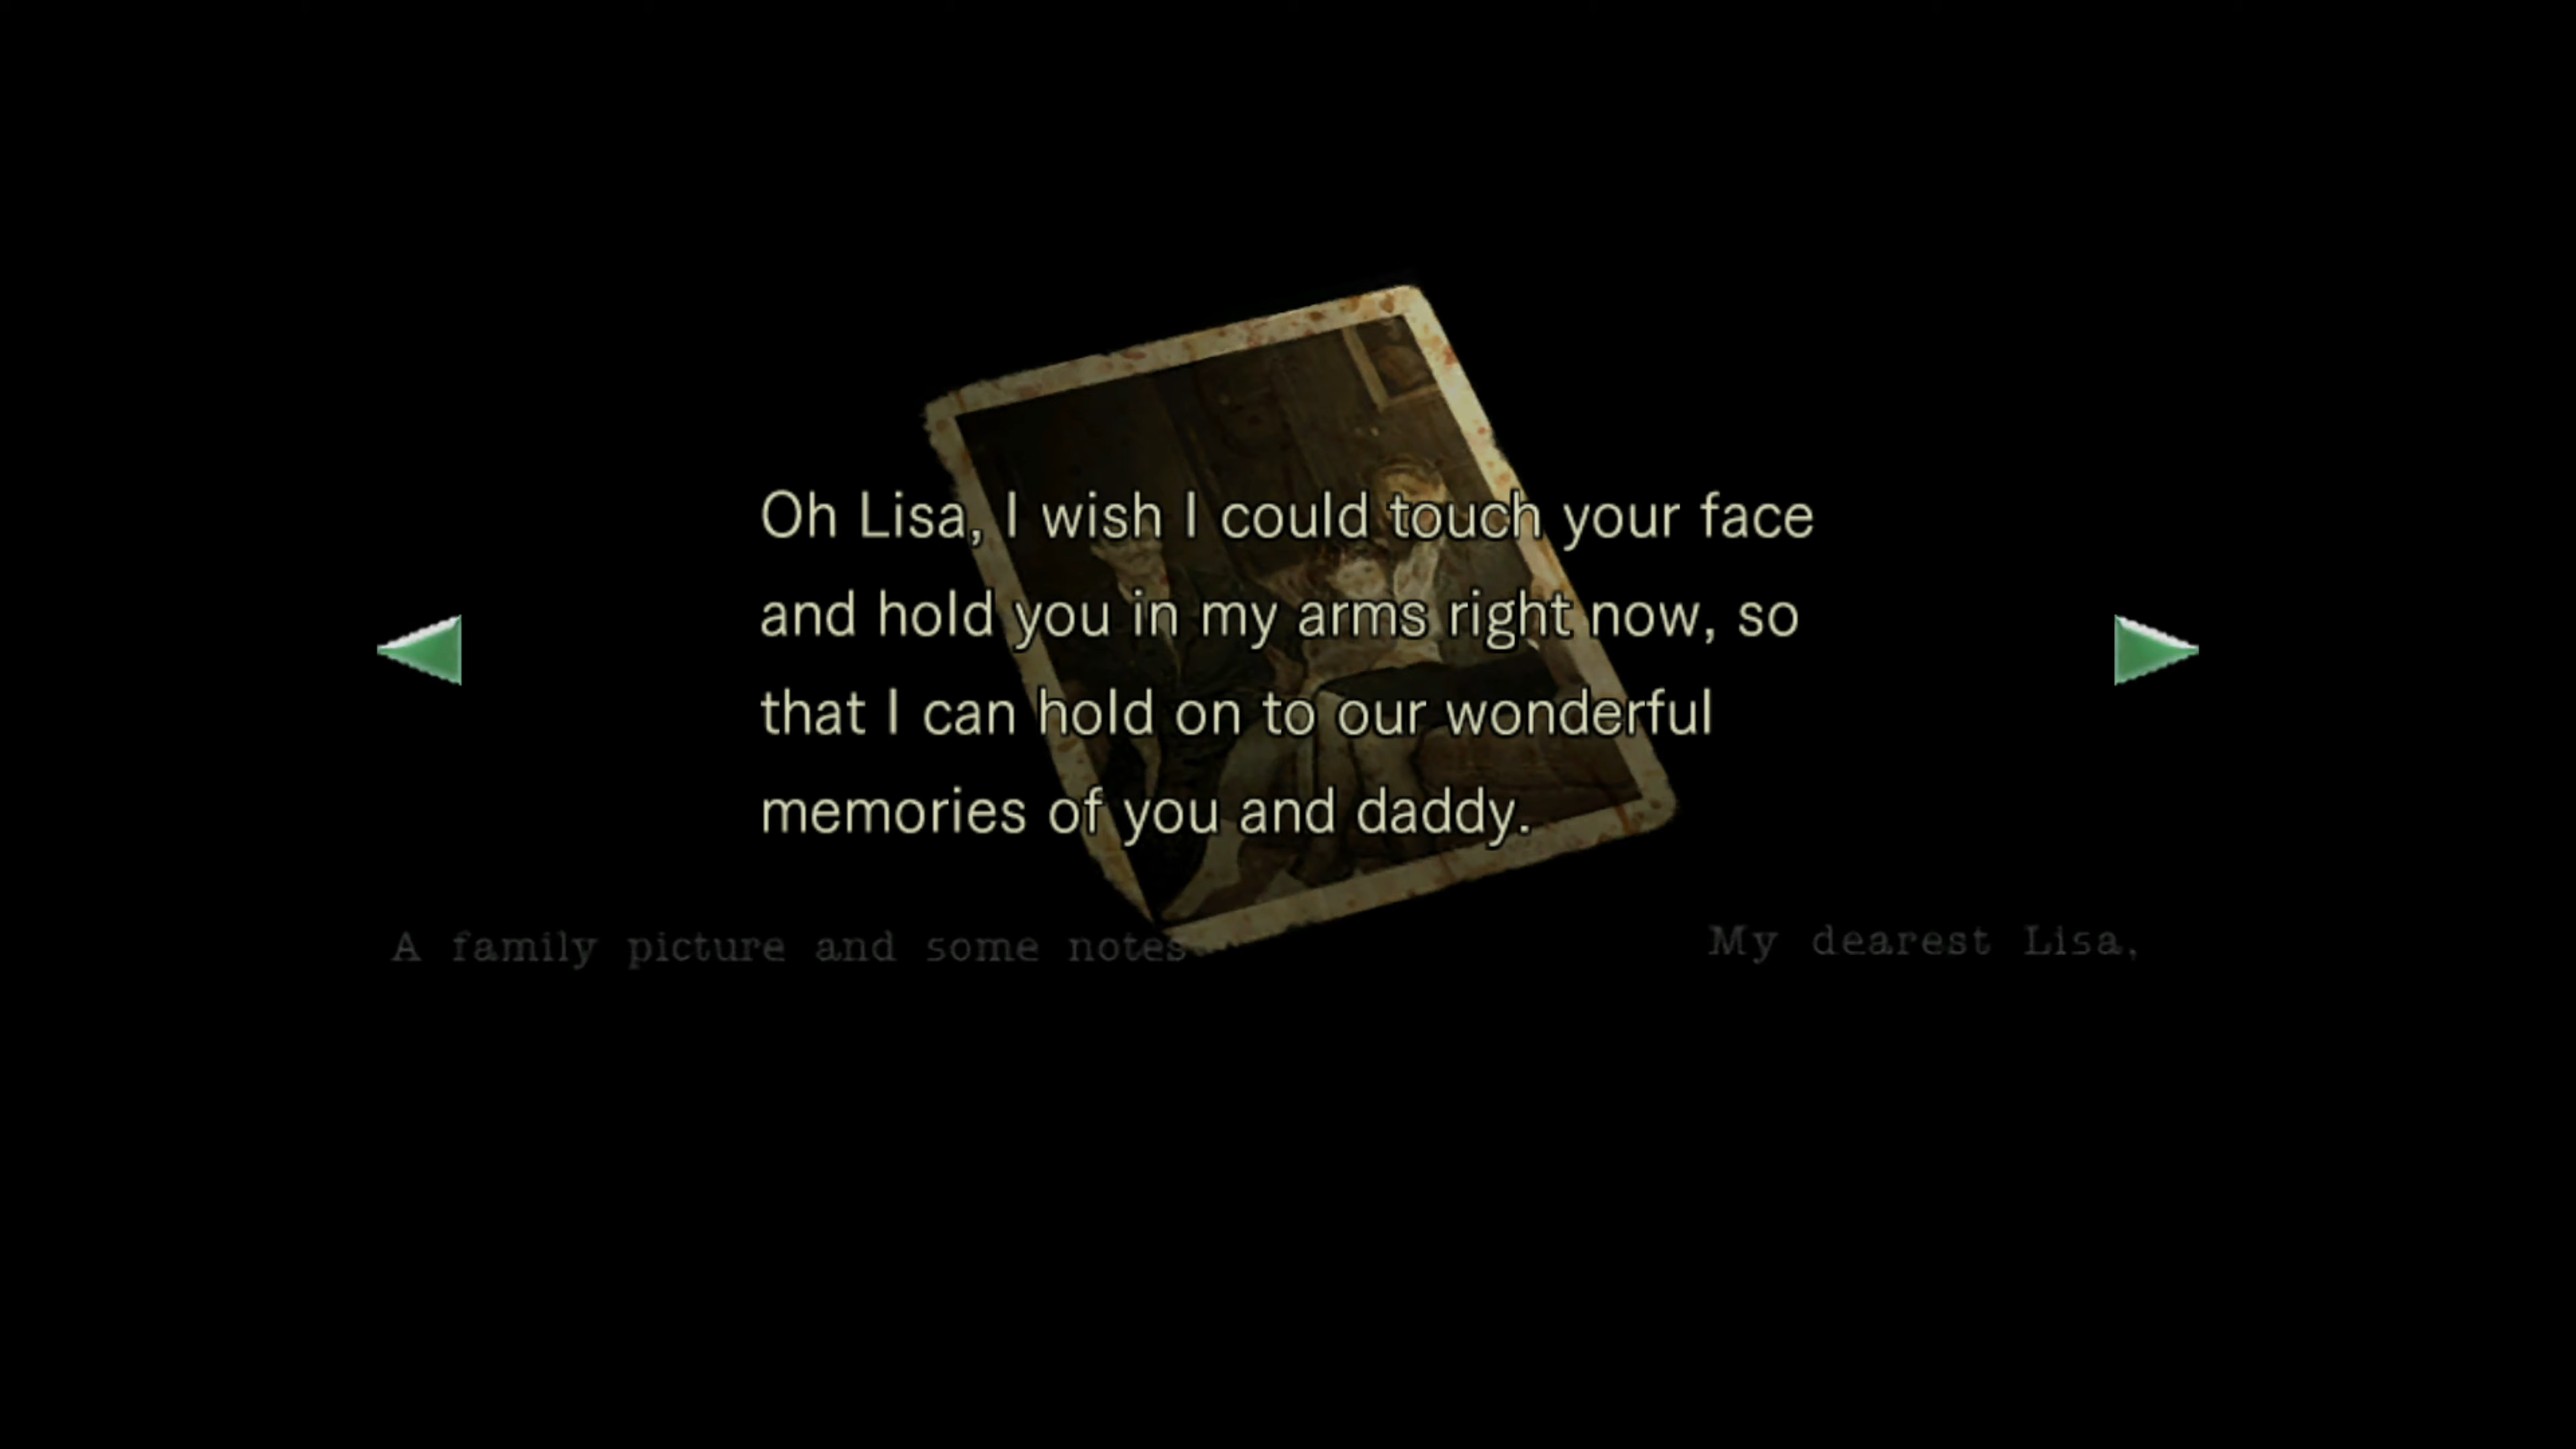 Oh Lisa, I wish I could touch your face
and hold you in my arms right now, so
that I can hold on to our wonderful
memories of you and daddy.
A family picture and some notes
My dearest Lisa,